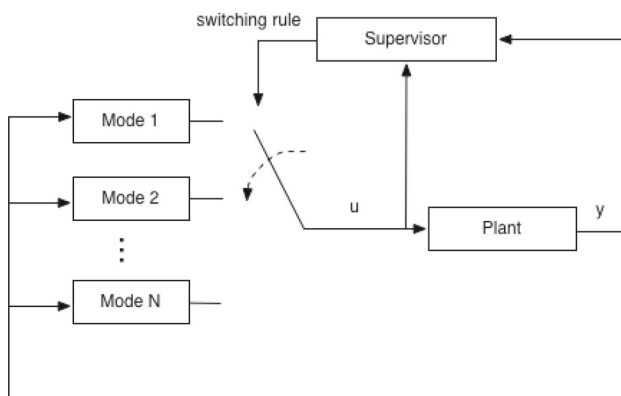 switching rule
Supervisor
Mode 1
Mode 2
u
y
Plant
Mode N